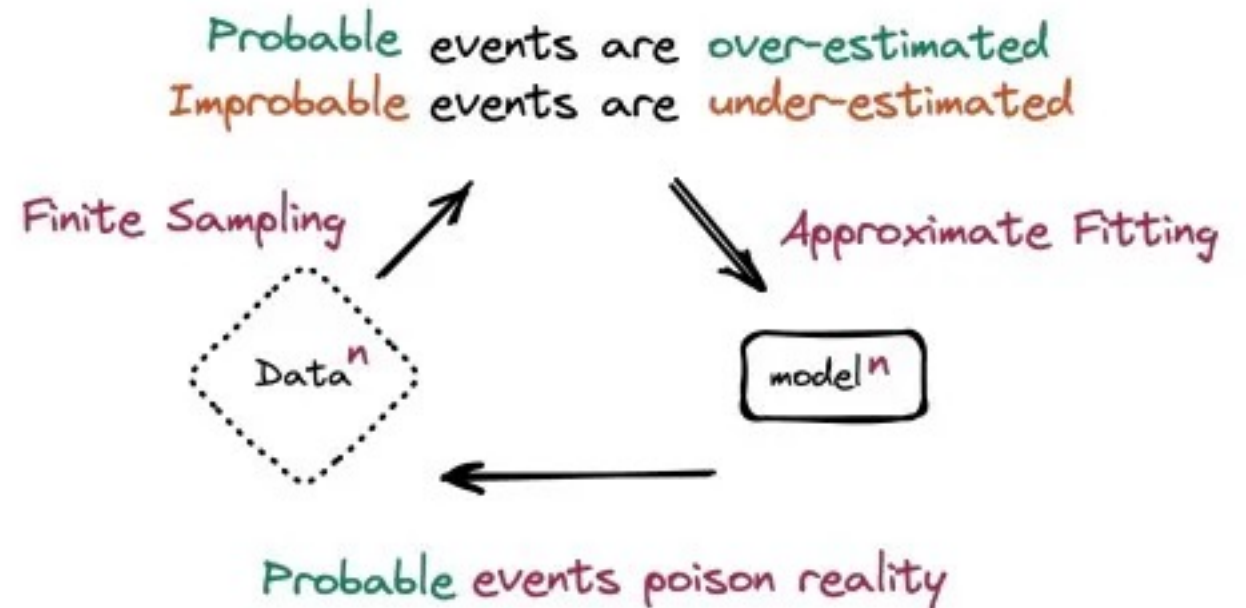 Probable events are over-estimated
Improbable events are under-estimated
Finite Sampling
Approximate Fitting
Data^n
model^n
Probable events poison reality